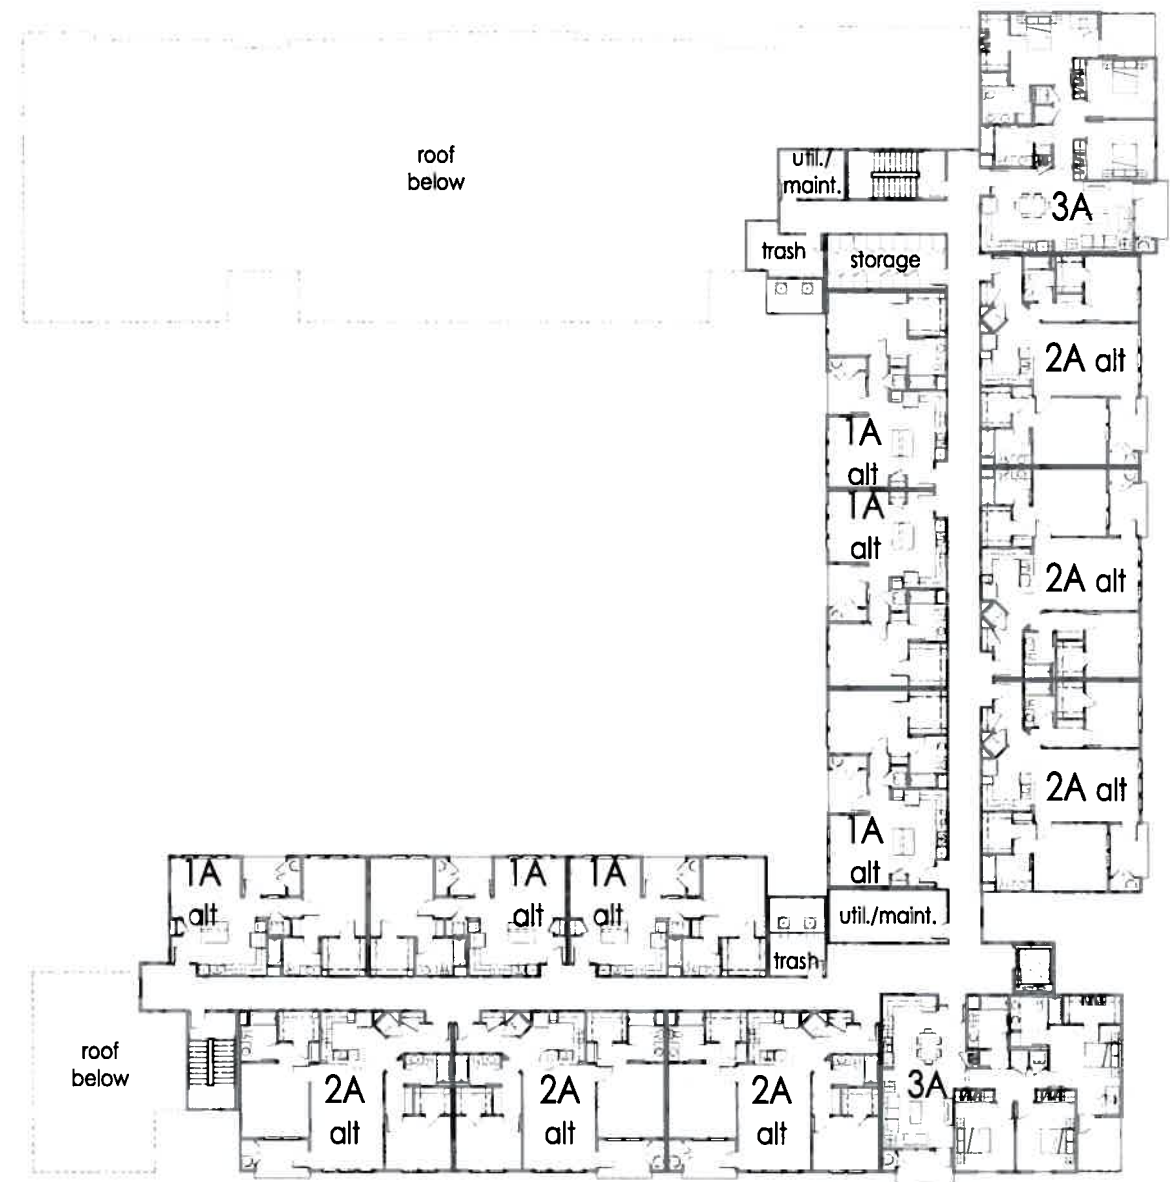 roof
below
util./
maint.
3A
trash
storage
2A alt
1A
alt
1A
alt
2A alt
2A alt
1A
alt
1A
alt
1A
alt
1A
alt
util./maint.
trash
roof
below
2A
alt
2A
alt
2A
alt
3A